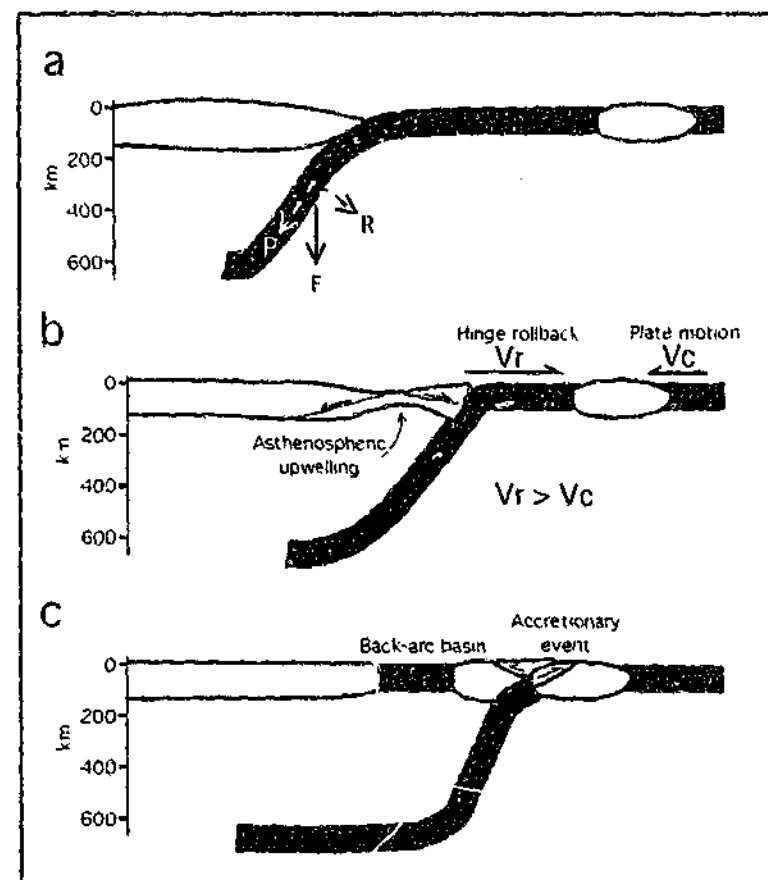 a
0
200
km
400
600
P
R
F
b
Hinge rollback
Plate motion
Vr
Vc
0
200
km
400
600
Asthenospheric
upwelling
Vr > Vc
c
Accretionary
Back-arc basin
event
0
200
km
400
600